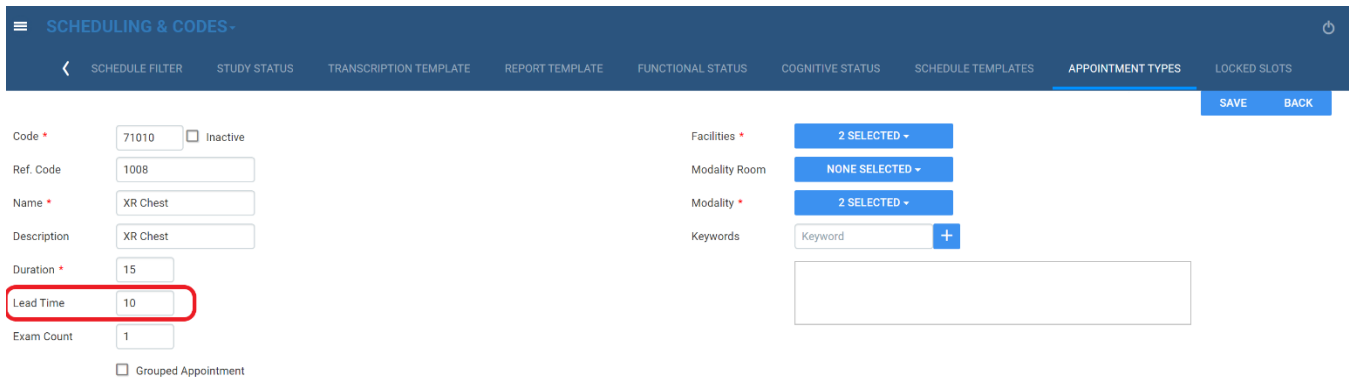 SCHEDULING & CODES
SCHEDULE FILTER STUDY STATUS TRANSCRIPTION TEMPLATE REPORT TEMPLATE FUNCTIONAL STATUS COGNITIVE STATUS SCHEDULE TEMPLATES APPOINTMENT TYPES LOCKED SLOTS
SAVE BACK
Code * 71010 Inactive
Ref. Code 1008
Name * XR Chest
Description XR Chest
Duration * 15
Lead Time 10
Exam Count 1
Grouped Appointment
Facilities * 2 SELECTED
Modality Room NONE SELECTED
Modality * 2 SELECTED
Keywords Keyword +